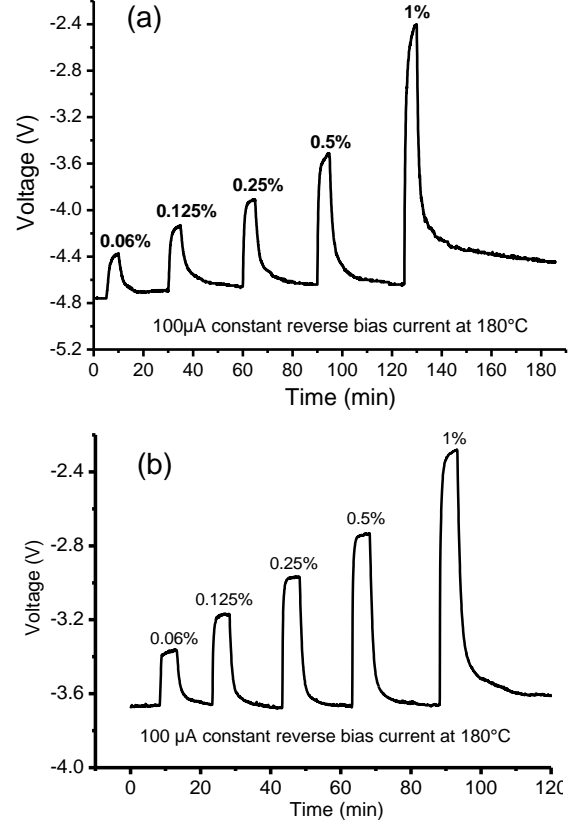 (a)
1%
-2.4
-2.8
-3.2
0.5%
-3.6
0.25%
0.125%
-4.0
0.06%
-4.4
-4.8
100µA constant reverse bias current at 180°C
-5.2
0 20 40 60 80 100 120 140 160 180
Voltage (V)
Time (min)
(b)
1%
-2.4
0.5%
-2.8
0.25%
0.125%
-3.2
0.06%
-3.6
100 µA constant reverse bias current at 180°C
-4.0
0 20 40 60 80 100 120
Voltage (V)
Time (min)